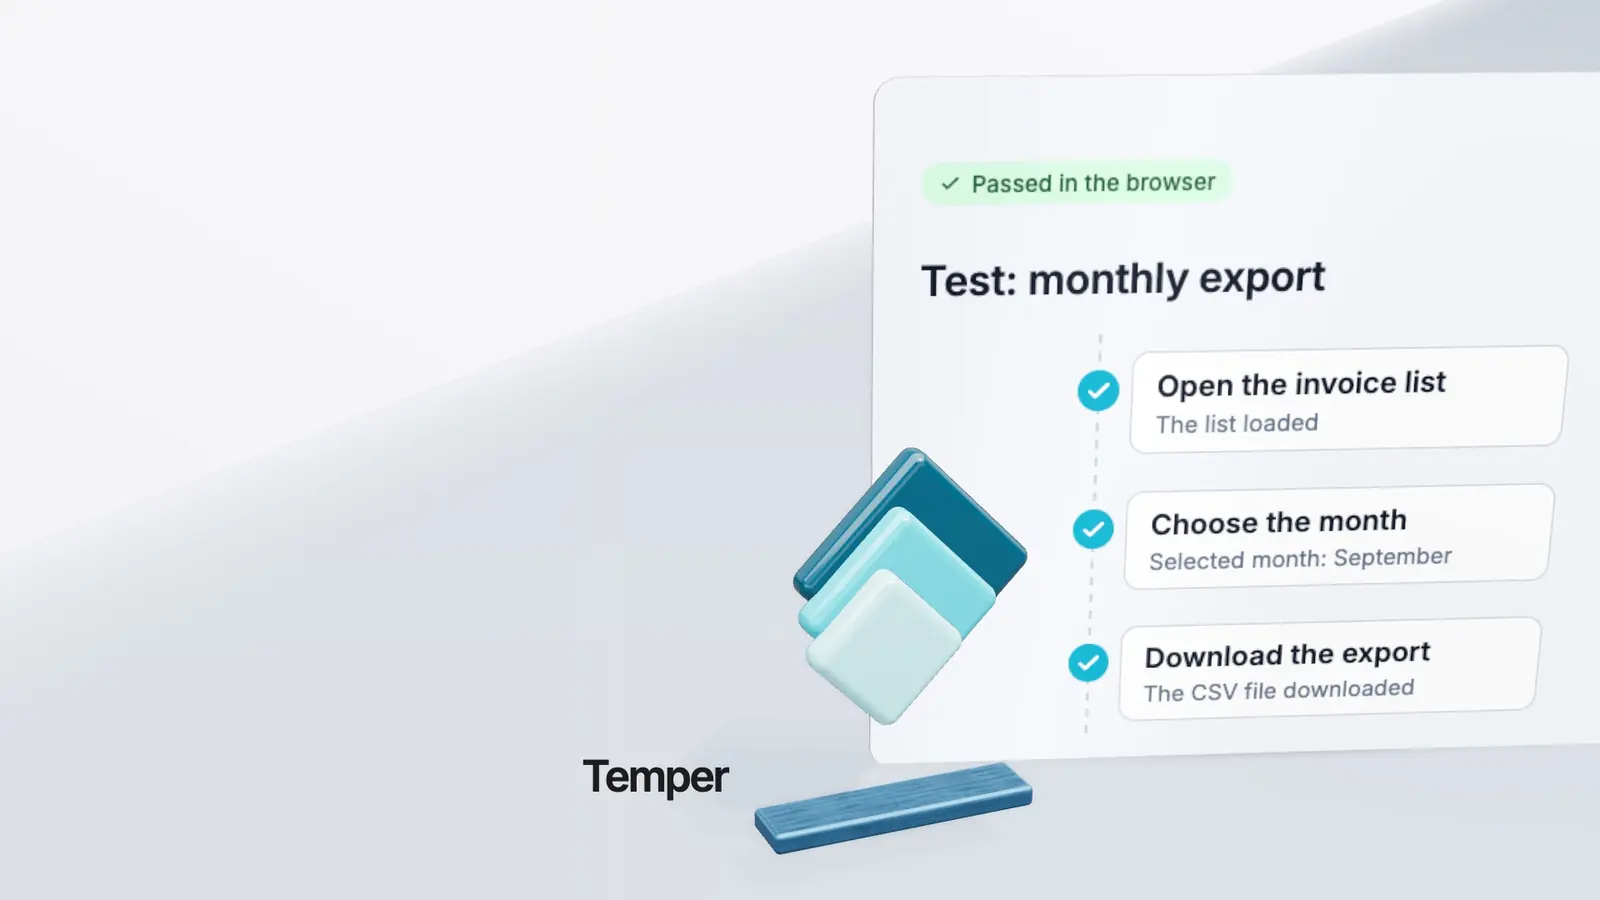 Passed in the browser
Test: monthly export
Open the invoice list
The list loaded
Choose the month
Selected month: September
Download the export
The CSV file downloaded
Temper